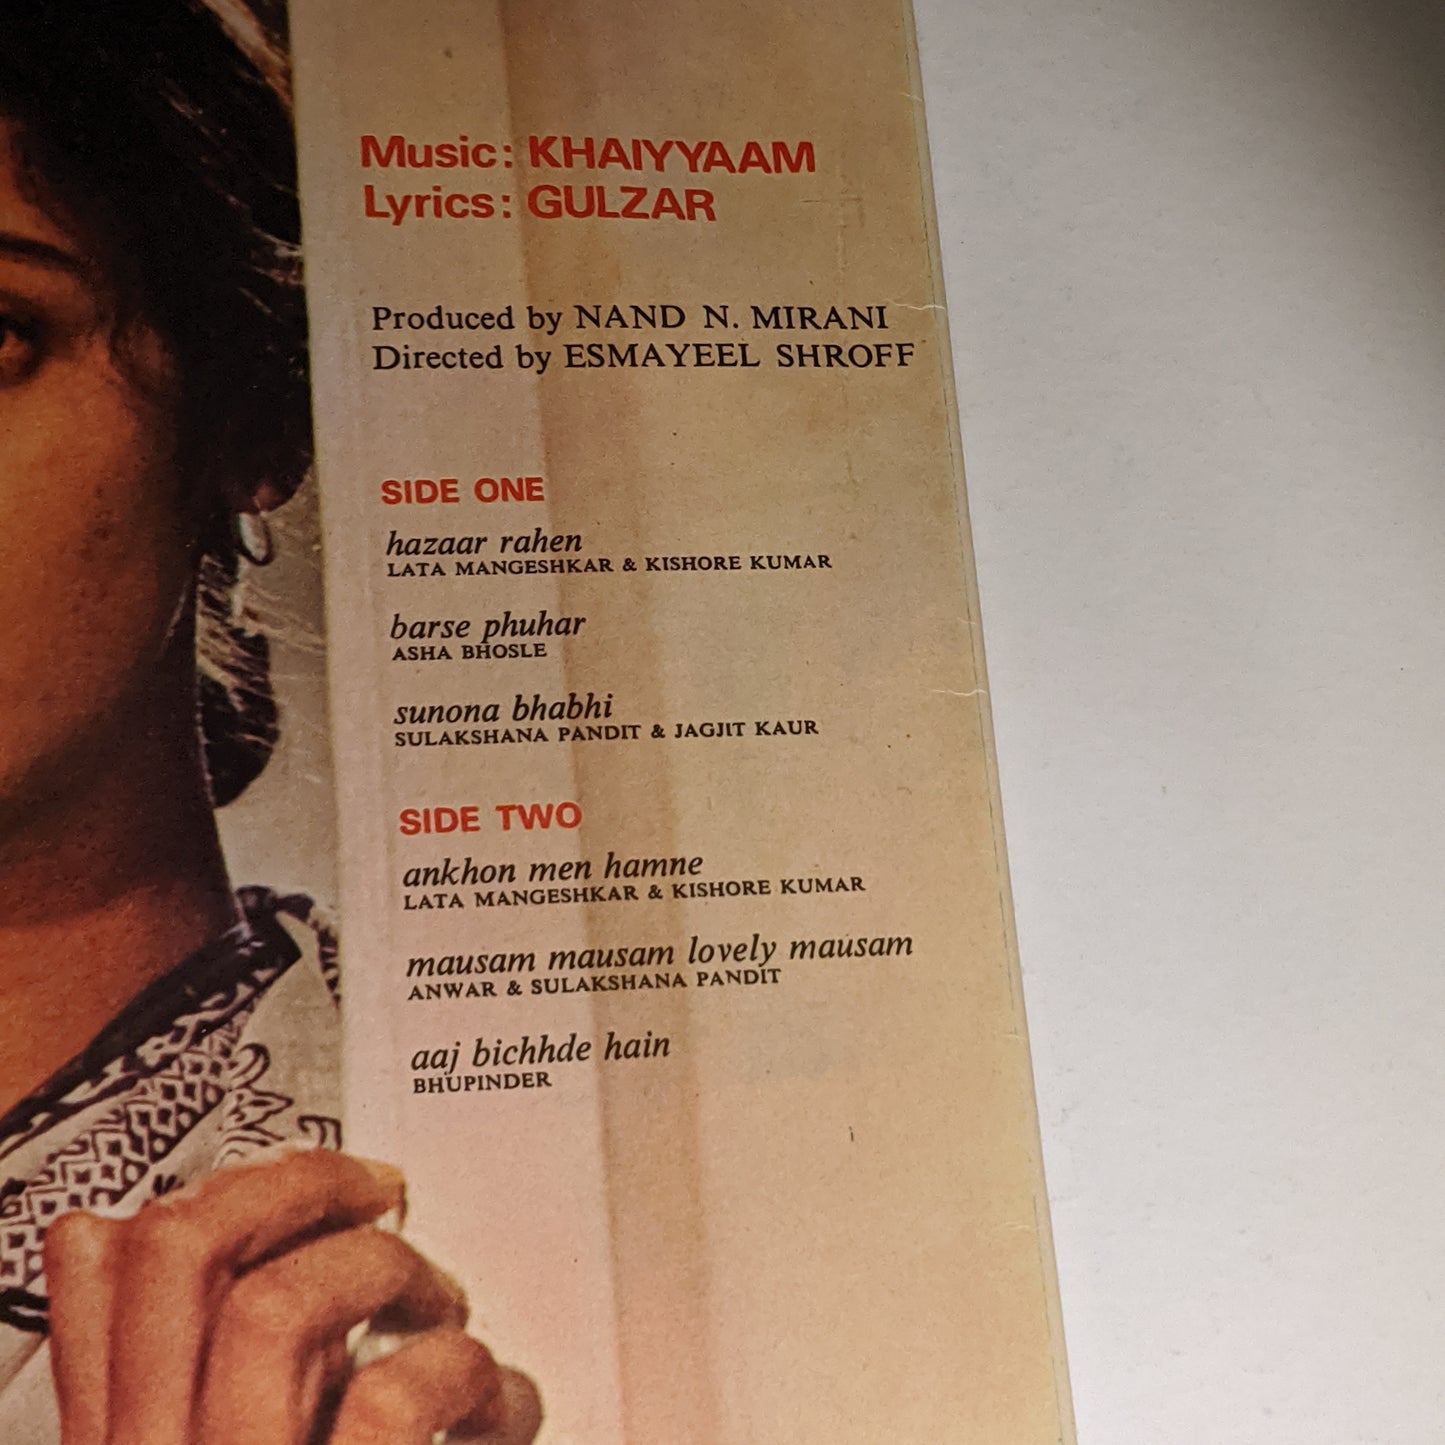 Music: KHAIYYAAM
Lyrics: GULZAR
Produced by NAND N. MIRANI
Directed by ESMAYEEL SHROFF
SIDE ONE
hazaar rahen
LATA MANGESHKAR & KISHORE KUMAR
barse phuhar
ASHA BHOSLE
sunona bhabhi
SULAKSHANA PANDIT & JAGJIT KAUR
SIDE TWO
ankhon men hamne
LATA MANGESHKAR & KISHORE KUMAR
mausam mausam lovely mausam
ANWAR & SULAKSHANA PANDIT
aaj bichhde hain
BHUPINDER